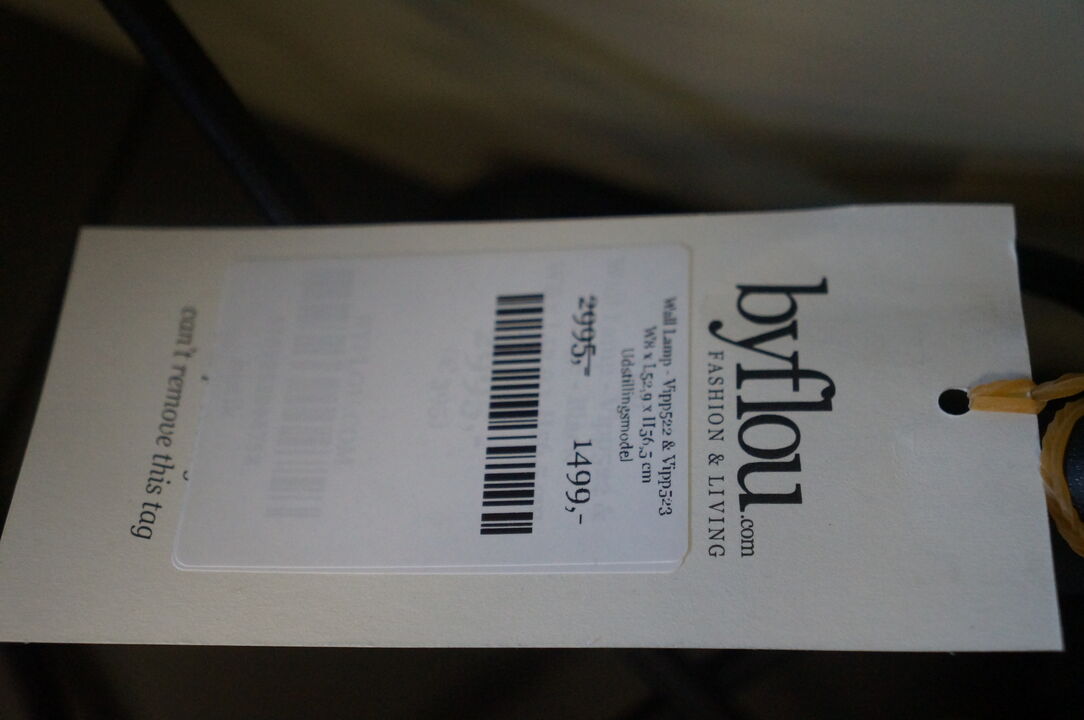 byflou.com
FASHION & LIVING
Wall Lamp - Vipp522 & Vipp523
W8 x L52,9 x H56,5 cm
Udstillingsmodel
2995,- 1499,-
can't remove this tag